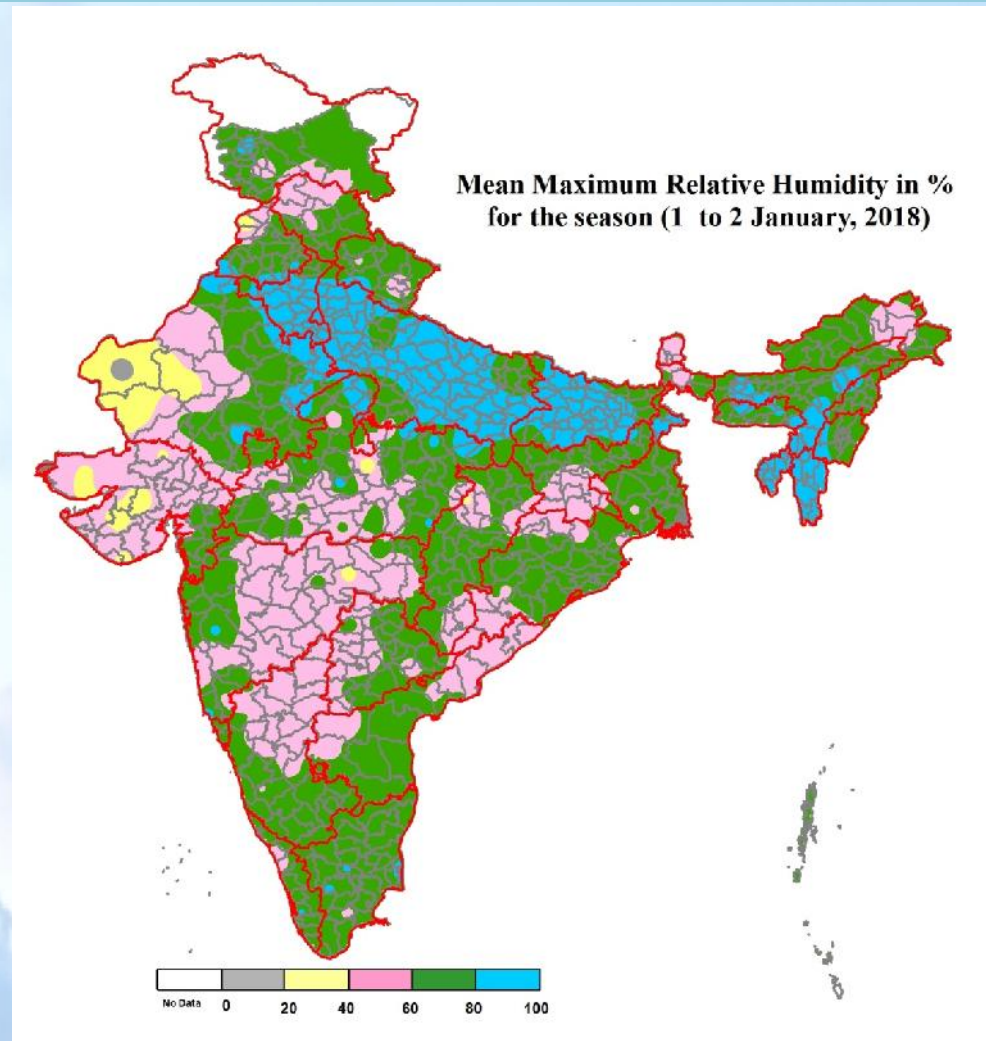 Mean Maximum Relative Humidity in %
for the season (1 to 2 January, 2018)
No Data 0 20 40 60 80 100